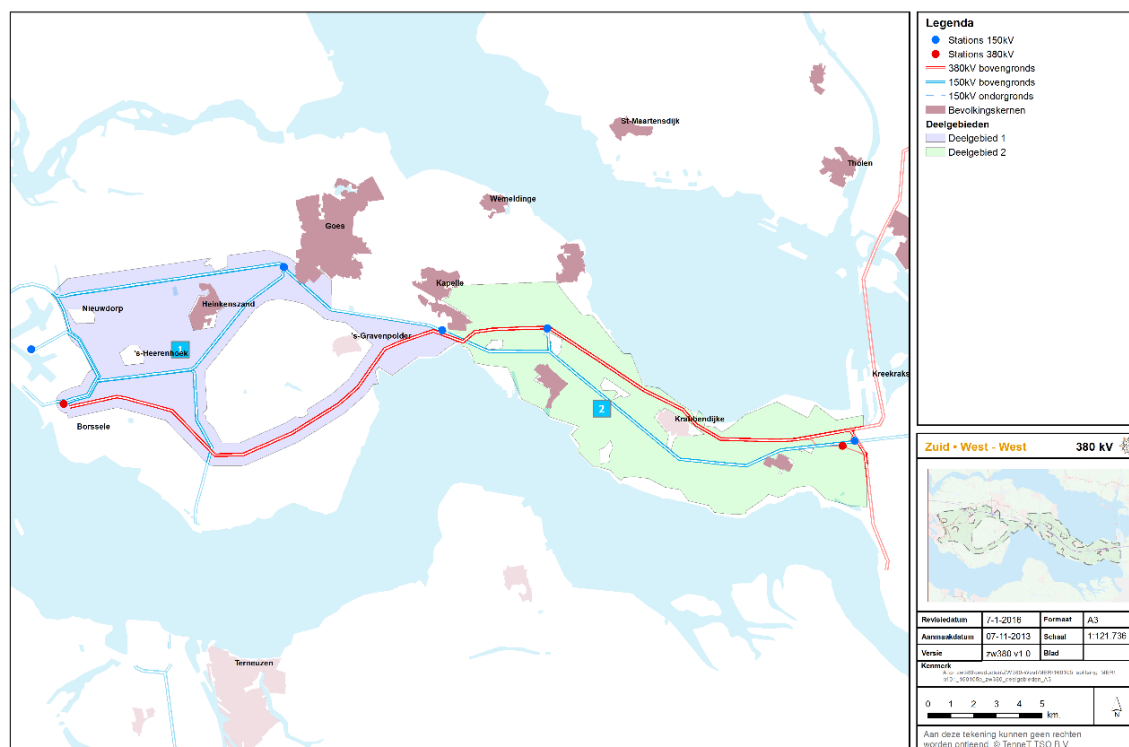 St-Maartensdijk
Tholen
Wemeldinge
Goes
Kapelle
Nieuwdorp
Heinkenszand
's-Gravenpolder
's-Heerenhoek
1
Kreekraks
2
Krabbendijke
Borssele
Terneuzen
Legenda
Stations 150kV
Stations 380kV
380kV bovengronds
150kV bovengronds
150kV ondergronds
Bevolkingskernen
Deelgebieden
Deelgebied 1
Deelgebied 2
Zuid • West - West 380 kV
Revisiedatum 7-1-2016 Formaat A3
Aanmaakdatum 07-11-2013 Schaal 1:121.736
Versie zw380 v1.0 Blad
Kenmerk
0 1 2 3 4 5
km.
N
Aan deze tekening kunnen geen rechten
worden ontleend. © TenneT TSO B.V.